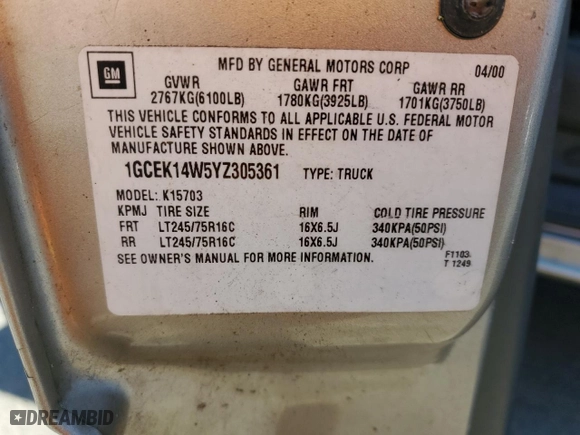 GM
MFD BY GENERAL MOTORS CORP 04/00
GVWR GAWR FRT GAWR RR
2767KG(6100LB) 1780KG(3925LB) 1701KG(3750LB)
THIS VEHICLE CONFORMS TO ALL APPLICABLE U.S. FEDERAL MOTOR
VEHICLE SAFETY STANDARDS IN EFFECT ON THE DATE OF
MANUFACTURE SHOWN ABOVE.
1GCEK14W5YZ305361 TYPE: TRUCK
MODEL: K15703
KPMJ TIRE SIZE RIM COLD TIRE PRESSURE
FRT LT245/75R16C 16X6.5J 340KPA(50PSI)
RR LT245/75R16C 16X6.5J 340KPA(50PSI)
SEE OWNER'S MANUAL FOR MORE INFORMATION.
F1103
T 1249
DREAMBID